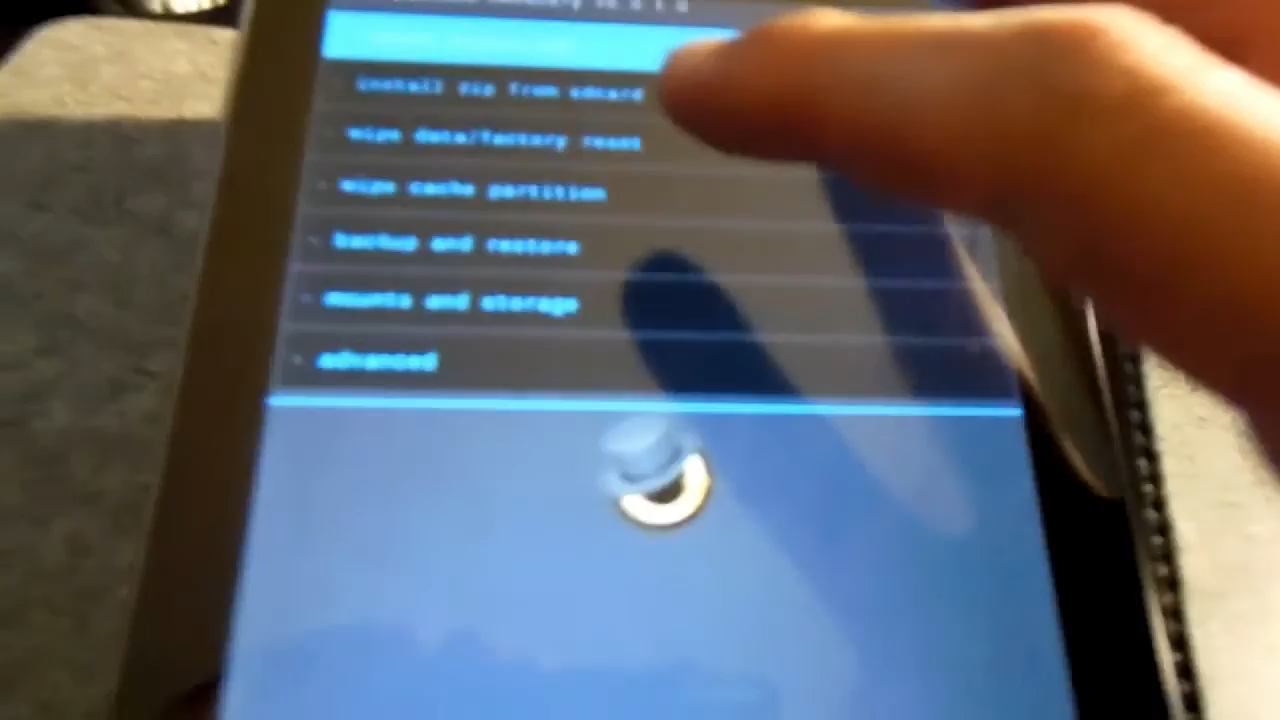 install zip from sdcard
- wipe data/factory reset
- wipe cache partition
- backup and restore
- mounts and storage
- advanced